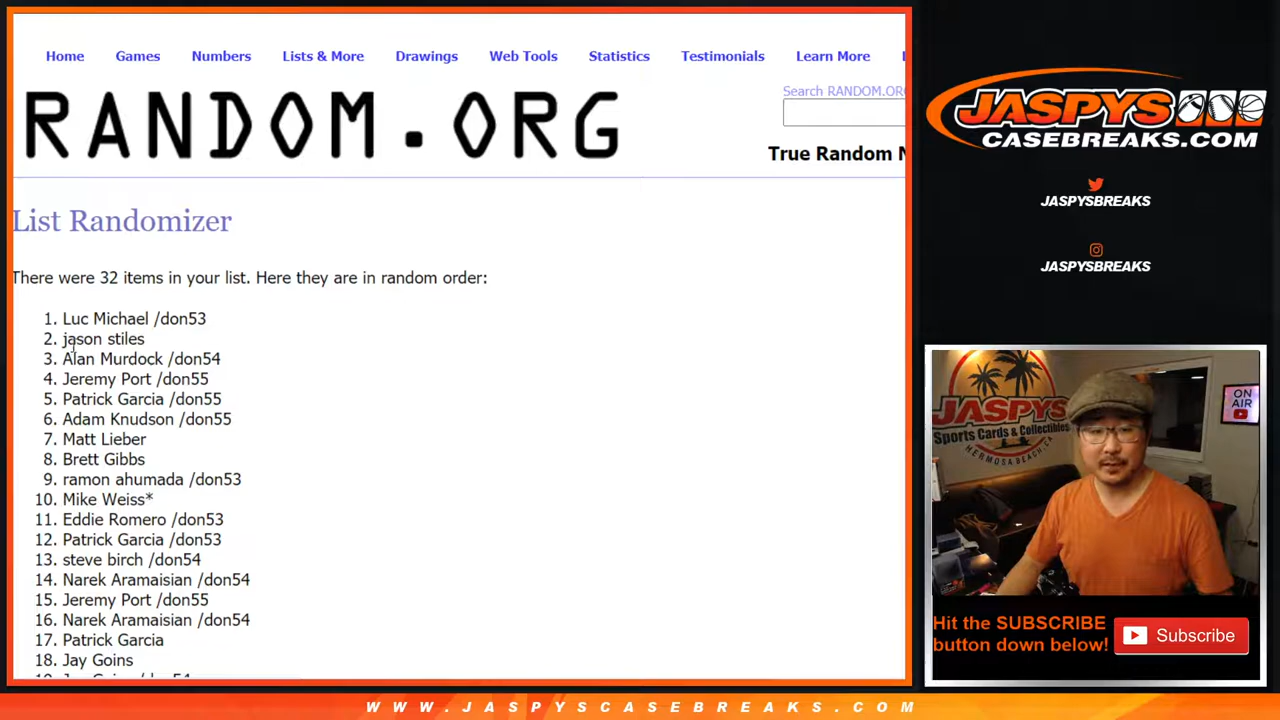 Home Games Numbers Lists & More Drawings Web Tools Statistics Testimonials Learn More
Search RANDOM.ORG
RANDOM.ORG
True Random
List Randomizer
There were 32 items in your list. Here they are in random order:
1. Luc Michael /don53
2. jason stiles
3. Alan Murdock /don54
4. Jeremy Port /don55
5. Patrick Garcia /don55
6. Adam Knudson /don55
7. Matt Lieber
8. Brett Gibbs
9. ramon ahumada /don53
10. Mike Weiss*
11. Eddie Romero /don53
12. Patrick Garcia /don53
13. steve birch /don54
14. Narek Aramaisian /don54
15. Jeremy Port /don55
16. Narek Aramaisian /don54
17. Patrick Garcia
18. Jay Goins
JASPYS
CASEBREAKS.COM
JASPYSBREAKS
JASPYSBREAKS
JASPYS
Sports Cards & Collectibles
HERMOSA BEACH, CA
ON AIR
Hit the SUBSCRIBE
button down below!
Subscribe
WWW.JASPYSCASEBREAKS.COM